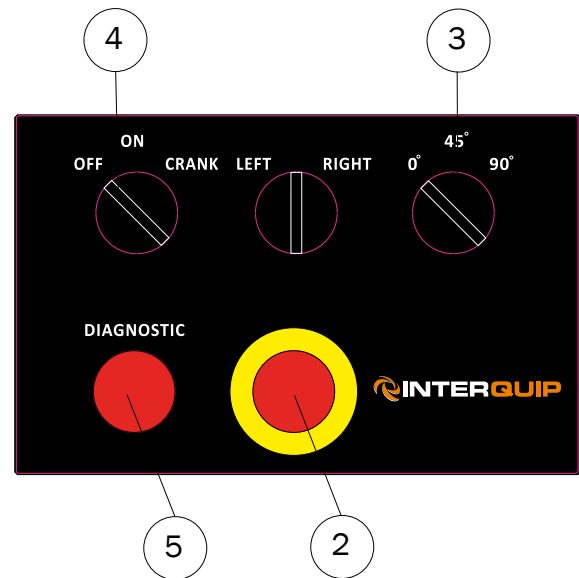 4 3
ON 45°
OFF CRANK LEFT RIGHT 0° 90°
DIAGNOSTIC
INTERQUIP
5 2